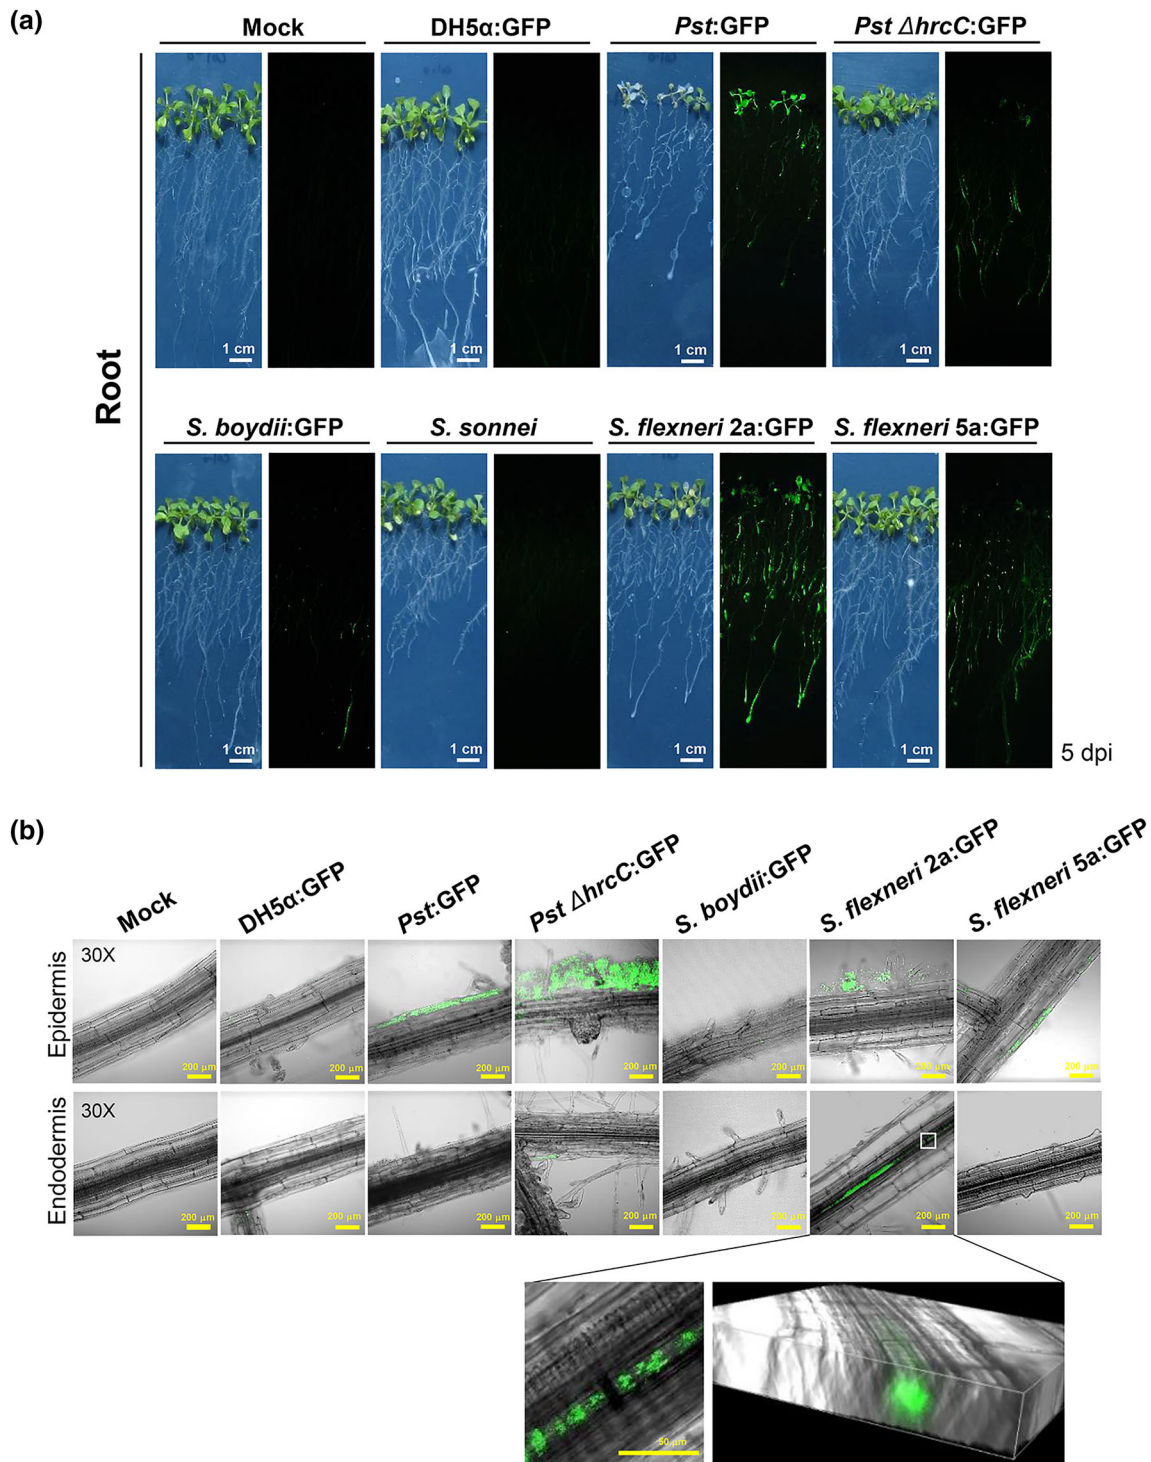 (a)
Mock DH5α:GFP Pst:GFP Pst ΔhrcC:GFP
1 cm 1 cm 1 cm 1 cm
Root
S. boydii:GFP S. sonnei S. flexneri 2a:GFP S. flexneri 5a:GFP
1 cm 1 cm 1 cm 1 cm
5 dpi
(b)
Mock DH5α:GFP Pst:GFP Pst ΔhrcC:GFP S. boydii:GFP S. flexneri 2a:GFP S. flexneri 5a:GFP
Epidermis
30X
200 µm 200 µm 200 µm 200 µm 200 µm 200 µm 200 µm
Endodermis
30X
200 µm 200 µm 200 µm 200 µm 200 µm 200 µm 200 µm
50 µm